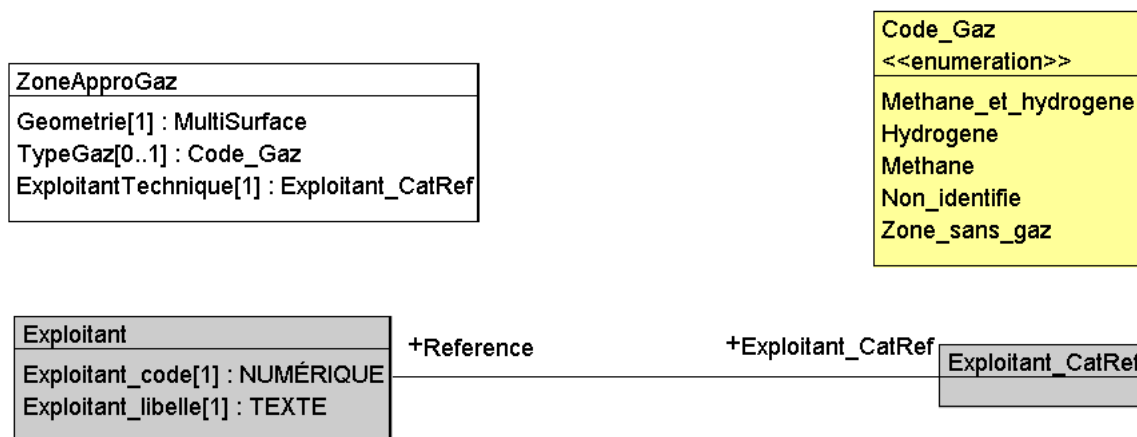 Code_Gaz
<<enumeration>>
Methane_et_hydrogene
Hydrogene
Methane
Non_identifie
Zone_sans_gaz
ZoneApproGaz
Geometrie[1] : MultiSurface
TypeGaz[0..1] : Code_Gaz
ExploitantTechnique[1] : Exploitant_CatRef
Exploitant
Exploitant_code[1] : NUMÉRIQUE
Exploitant_libelle[1] : TEXTE
+Reference
+Exploitant_CatRef
Exploitant_CatRef